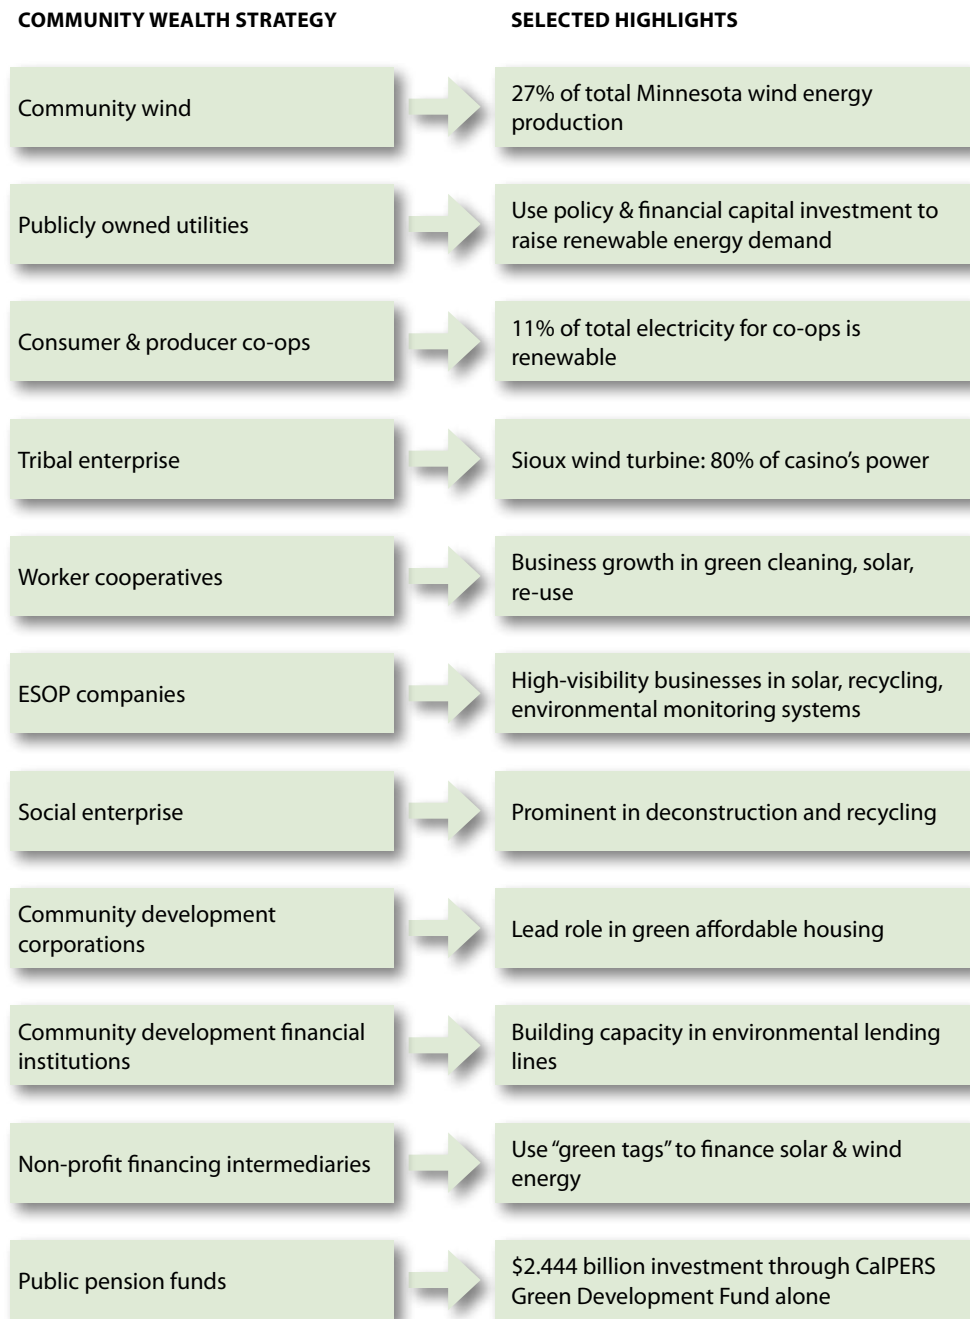 COMMUNITY WEALTH STRATEGY
SELECTED HIGHLIGHTS
Community wind
27% of total Minnesota wind energy
production
Publicly owned utilities
Use policy & financial capital investment to
raise renewable energy demand
Consumer & producer co-ops
11% of total electricity for co-ops is
renewable
Tribal enterprise
Sioux wind turbine: 80% of casino’s power
Worker cooperatives
Business growth in green cleaning, solar,
re-use
ESOP companies
High-visibility businesses in solar, recycling,
environmental monitoring systems
Social enterprise
Prominent in deconstruction and recycling
Community development
corporations
Lead role in green affordable housing
Community development financial
institutions
Building capacity in environmental lending
lines
Non-profit financing intermediaries
Use “green tags” to finance solar & wind
energy
Public pension funds
$2.444 billion investment through CalPERS
Green Development Fund alone